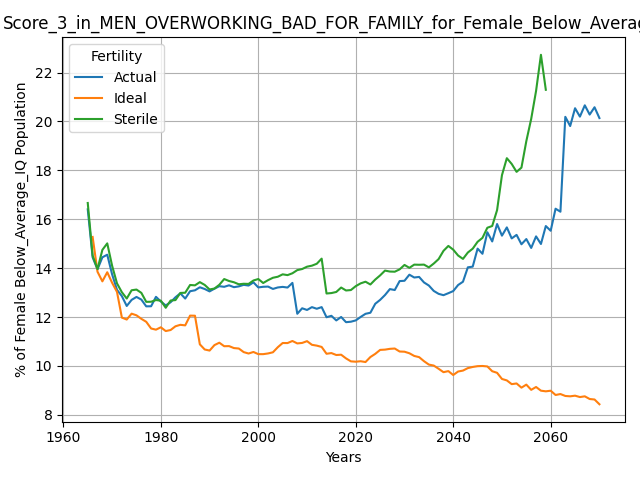 Score_3_in_MEN_OVERWORKING_BAD_FOR_FAMILY_for_Female_Below_Averag
Fertility
Actual
Ideal
Sterile
% of Female Below_Average_IQ Population
22
20
18
16
14
12
10
8
1960
1980
2000
2020
2040
2060
Years